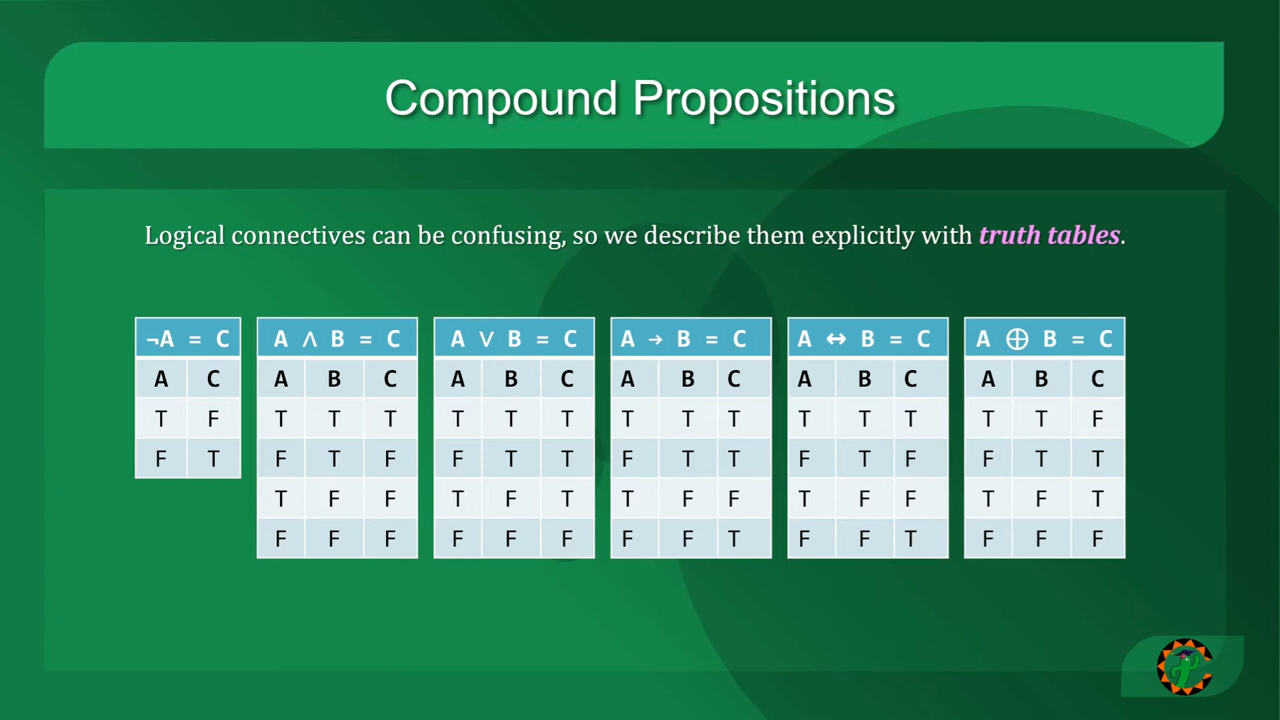 Compound Propositions
Logical connectives can be confusing, so we describe them explicitly with truth tables.
¬A = C
A C
T F
F T
A ∧ B = C
A B C
T T T
F T F
T F F
F F F
A ∨ B = C
A B C
T T T
F T T
T F T
F F F
A → B = C
A B C
T T T
F T T
T F F
F F T
A ↔ B = C
A B C
T T T
F T F
T F F
F F T
A ⊕ B = C
A B C
T T F
F T T
T F T
F F F